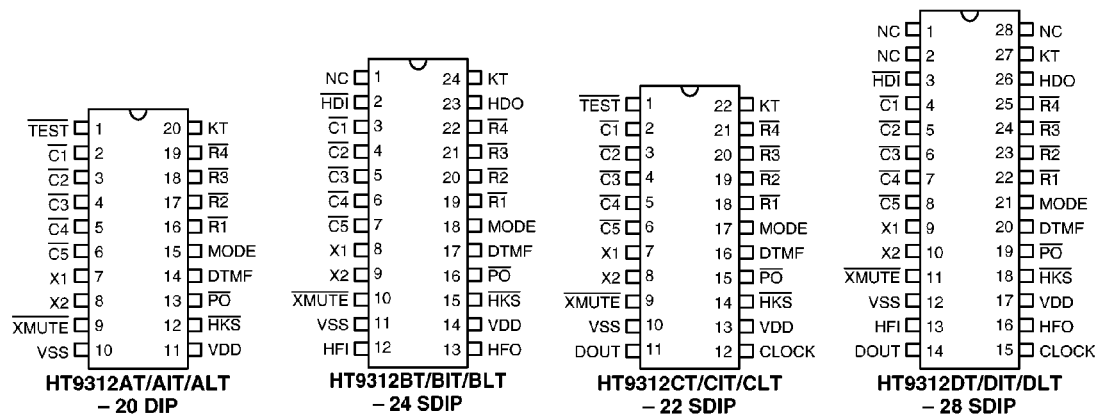 TEST 1 20 KT
C1 2 19 R4
C2 3 18 R3
C3 4 17 R2
C4 5 16 R1
C5 6 15 MODE
X1 7 14 DTMF
X2 8 13 PO
XMUTE 9 12 HKS
VSS 10 11 VDD
HT9312AT/AIT/ALT
– 20 DIP
NC 1 24 KT
HDI 2 23 HDO
C1 3 22 R4
C2 4 21 R3
C3 5 20 R2
C4 6 19 R1
C5 7 18 MODE
X1 8 17 DTMF
X2 9 16 PO
XMUTE 10 15 HKS
VSS 11 14 VDD
HFI 12 13 HFO
HT9312BT/BIT/BLT
– 24 SDIP
TEST 1 22 KT
C1 2 21 R4
C2 3 20 R3
C3 4 19 R2
C4 5 18 R1
C5 6 17 MODE
X1 7 16 DTMF
X2 8 15 PO
XMUTE 9 14 HKS
VSS 10 13 VDD
DOUT 11 12 CLOCK
HT9312CT/CIT/CLT
– 22 SDIP
NC 1 28 NC
NC 2 27 KT
HDI 3 26 HDO
C1 4 25 R4
C2 5 24 R3
C3 6 23 R2
C4 7 22 R1
C5 8 21 MODE
X1 9 20 DTMF
X2 10 19 PO
XMUTE 11 18 HKS
VSS 12 17 VDD
HFI 13 16 HFO
DOUT 14 15 CLOCK
HT9312DT/DIT/DLT
– 28 SDIP